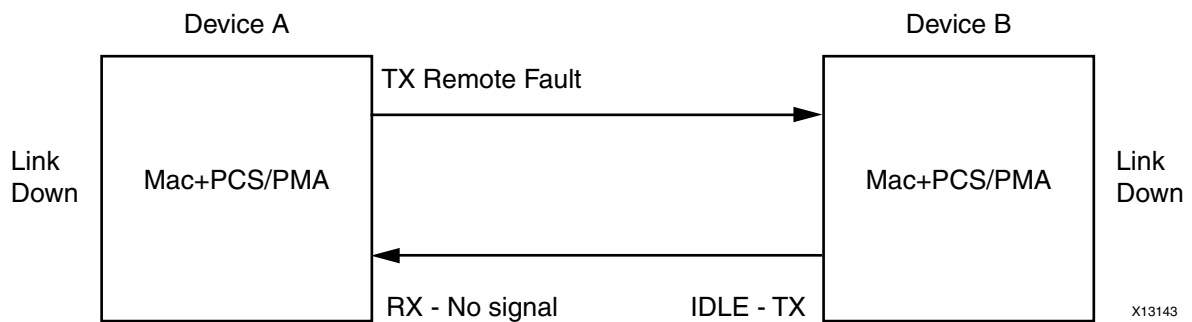 Device A
Device B
TX Remote Fault
Link
Down
Mac+PCS/PMA
Mac+PCS/PMA
Link
Down
RX - No signal
IDLE - TX
X13143